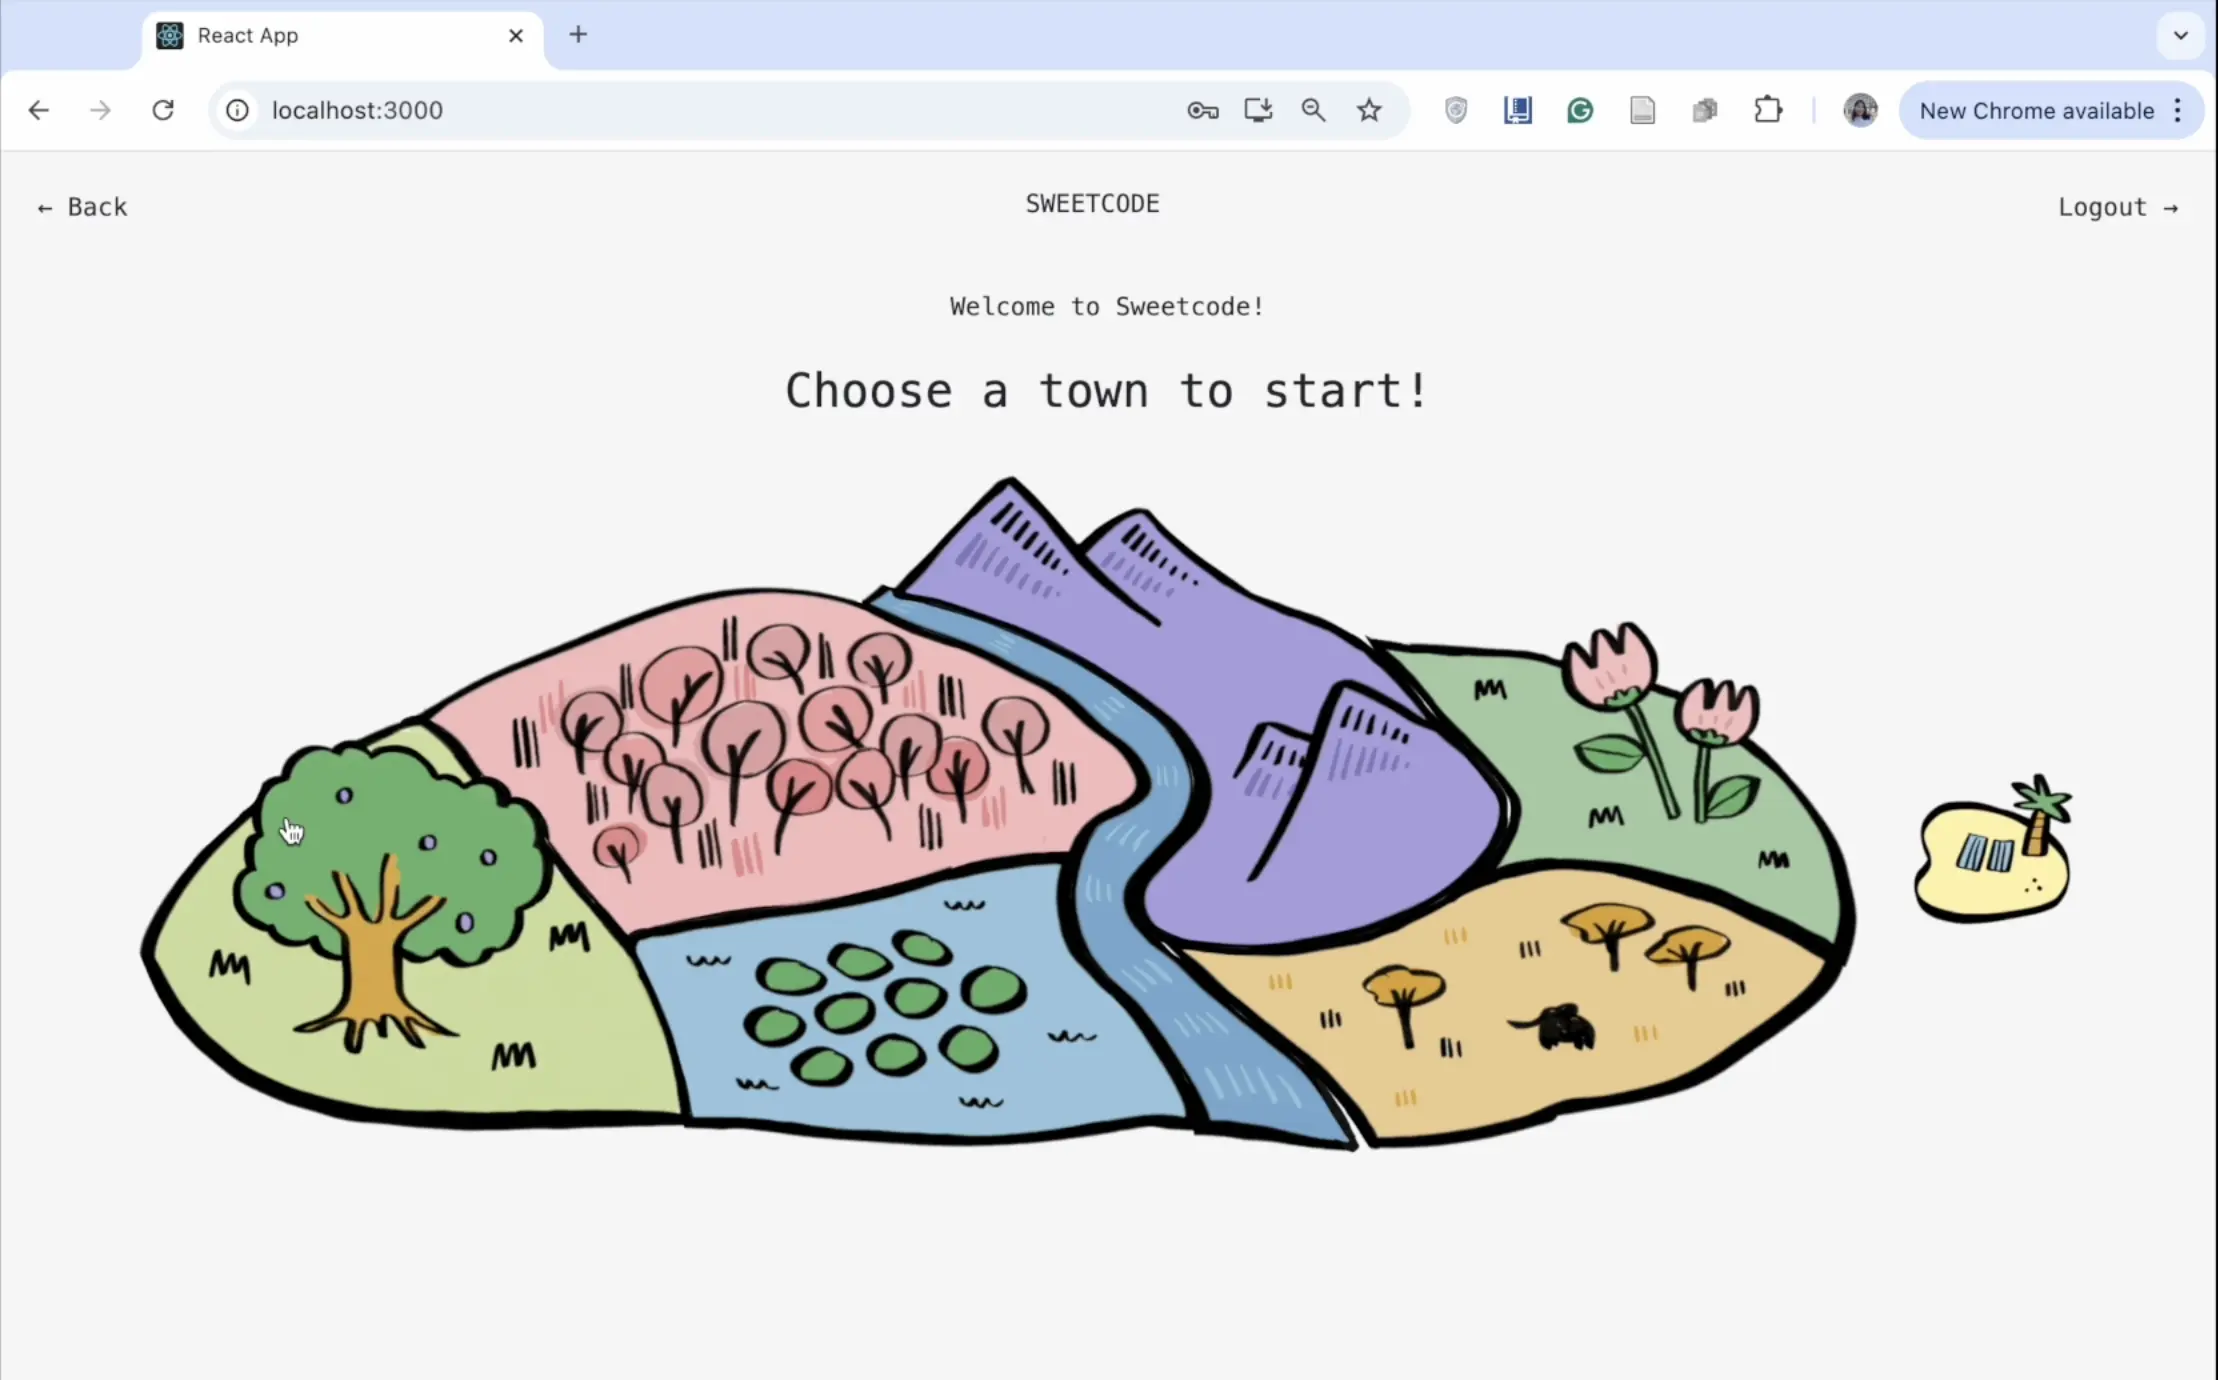 React App
localhost:3000
New Chrome available
← Back
SWEETCODE
Logout →
Welcome to Sweetcode!
Choose a town to start!